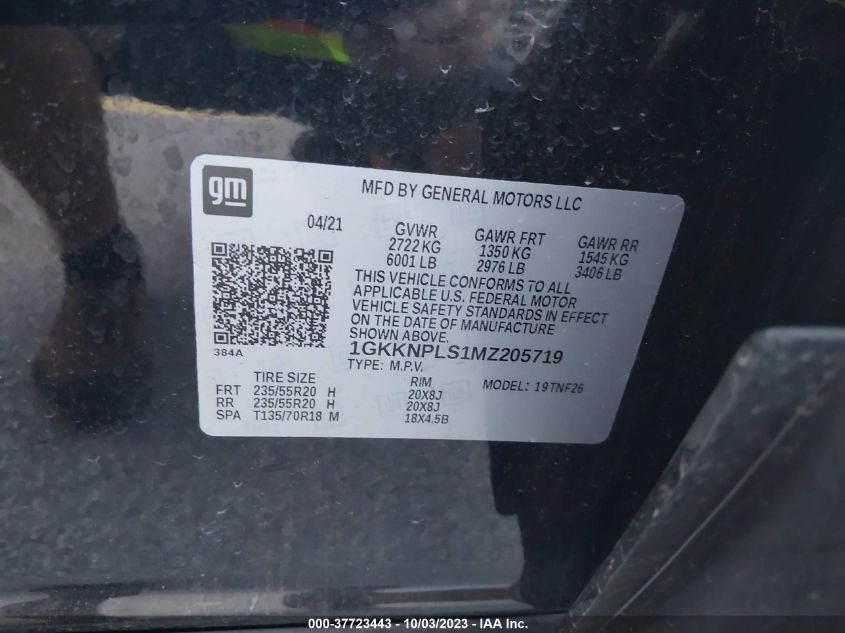 gm
MFD BY GENERAL MOTORS LLC
04/21
GVWR GAWR FRT GAWR RR
2722 KG 1350 KG 1545 KG
6001 LB 2976 LB 3406 LB
THIS VEHICLE CONFORMS TO ALL
APPLICABLE U.S. FEDERAL MOTOR
VEHICLE SAFETY STANDARDS IN EFFECT
ON THE DATE OF MANUFACTURE
SHOWN ABOVE.
384A
1GKKNPLS1MZ205719
TYPE: M.P.V.
TIRE SIZE RIM MODEL: 19TNF26
FRT 235/55R20 H 20X8J
RR 235/55R20 H 20X8J
SPA T135/70R18 M 18X4.5B
000-37723443 - 10/03/2023 - IAA Inc.